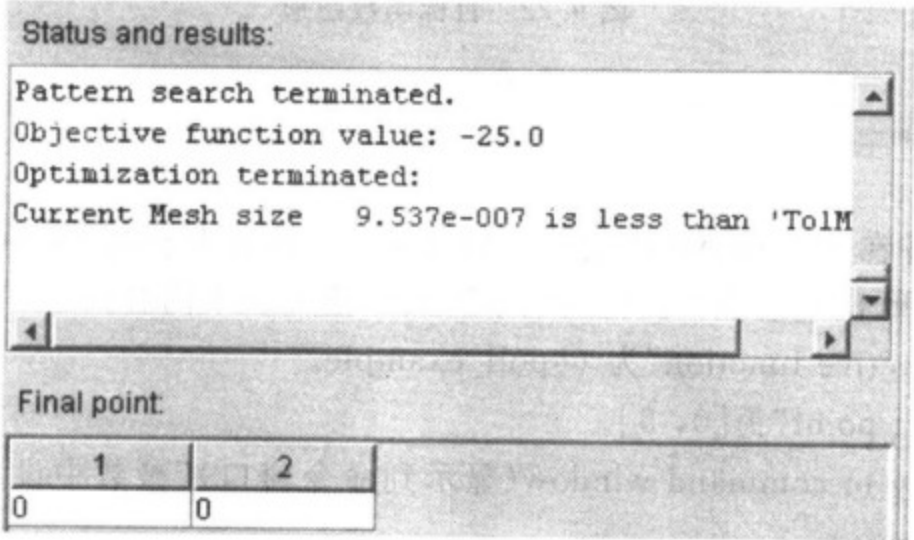 Status and results:
Pattern search terminated.
Objective function value: -25.0
Optimization terminated:
Current Mesh size 9.537e-007 is less than 'TolM
Final point:
1 2
0 0